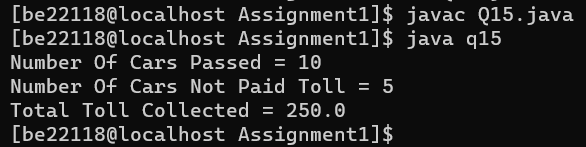 [be22118@localhost Assignment1]$ javac Q15.java
[be22118@localhost Assignment1]$ java q15
Number Of Cars Passed = 10
Number Of Cars Not Paid Toll = 5
Total Toll Collected = 250.0
[be22118@localhost Assignment1]$